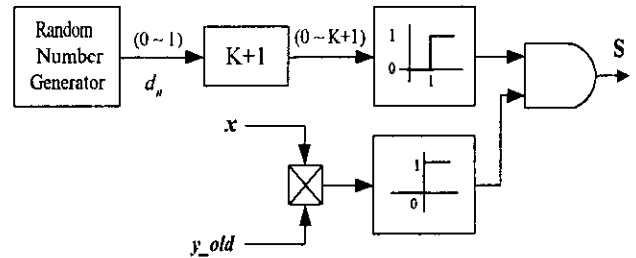 Random
Number
Generator
(0 ~ 1)
d_n
K+1
(0 ~ K+1)
1
0
1
S
x
y_old
1
0